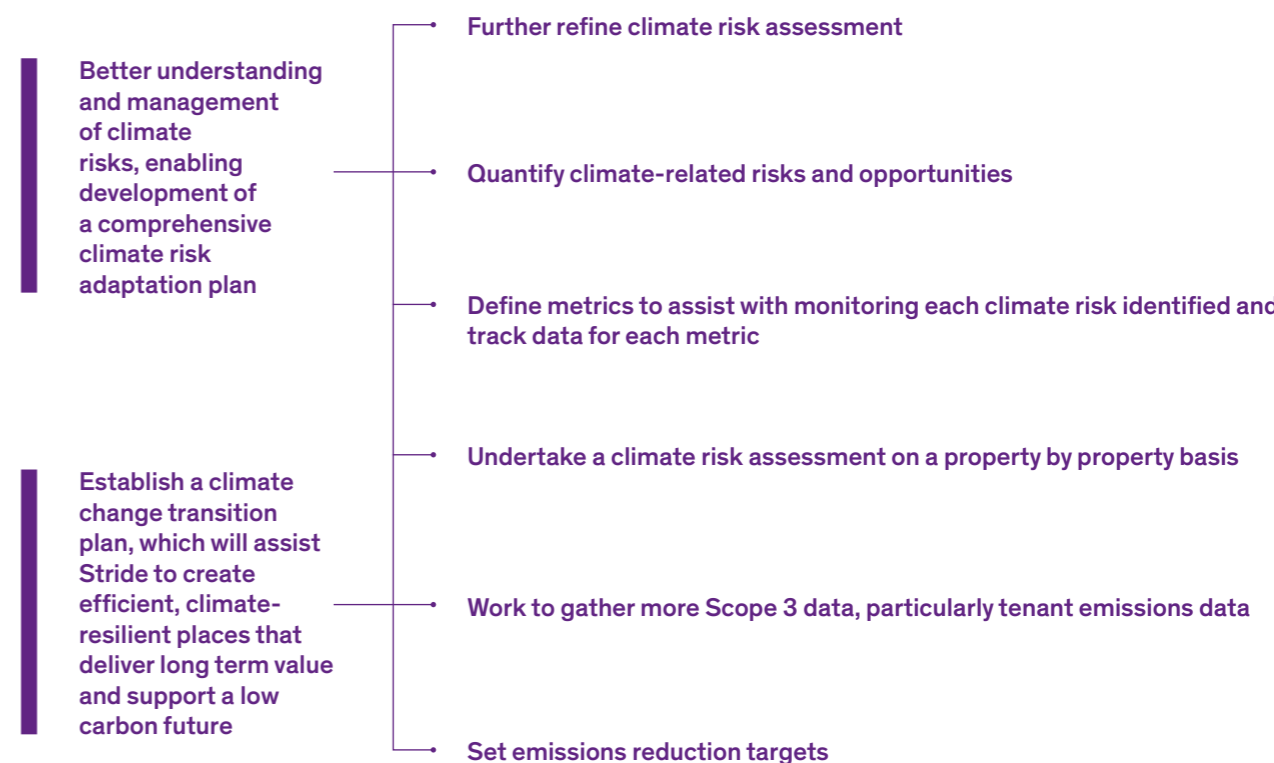 Better understanding
and management
of climate
risks, enabling
development of
a comprehensive
climate risk
adaptation plan
Establish a climate
change transition
plan, which will assist
Stride to create
efficient, climate-
resilient places that
deliver long term value
and support a low
carbon future
Further refine climate risk assessment
Quantify climate-related risks and opportunities
Define metrics to assist with monitoring each climate risk identified and
track data for each metric
Undertake a climate risk assessment on a property by property basis
Work to gather more Scope 3 data, particularly tenant emissions data
Set emissions reduction targets